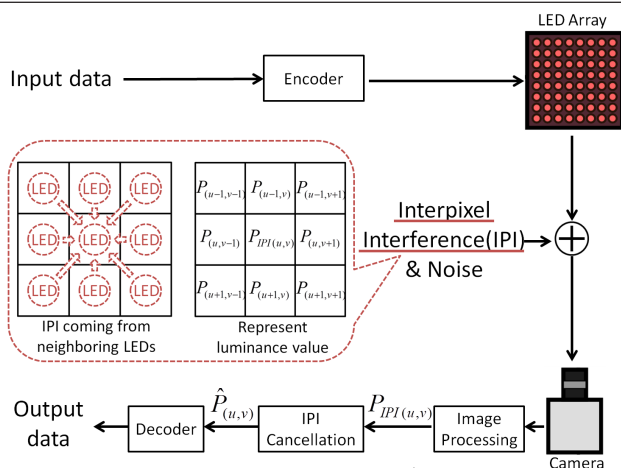 LED Array
Input data
Encoder
LED LED LED
LED LED LED
LED LED LED
IPI coming from
neighboring LEDs
P(u−1,v−1) P(u−1,v) P(u−1,v+1)
P(u,v−1) P_IPI(u,v) P(u,v+1)
P(u+1,v−1) P(u+1,v) P(u+1,v+1)
Represent
luminance value
Interpixel
Interference(IPI)
& Noise
Output
data
Decoder
P̂(u,v)
IPI
Cancellation
P_IPI(u,v)
Image
Processing
Camera